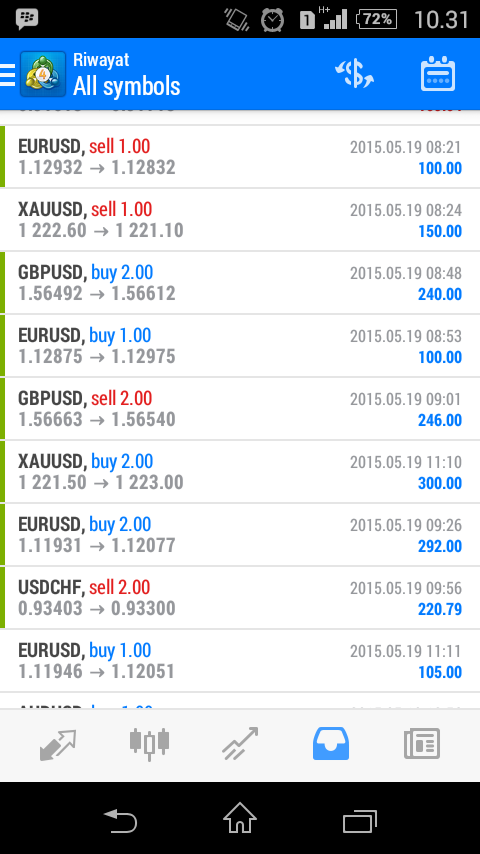 H+
1
72%
10.31
Riwayat
All symbols
4
EURUSD, sell 1.00
2015.05.19 08:21
1.12932 → 1.12832
100.00
XAUUSD, sell 1.00
2015.05.19 08:24
1 222.60 → 1 221.10
150.00
GBPUSD, buy 2.00
2015.05.19 08:48
1.56492 → 1.56612
240.00
EURUSD, buy 1.00
2015.05.19 08:53
1.12875 → 1.12975
100.00
GBPUSD, sell 2.00
2015.05.19 09:01
1.56663 → 1.56540
246.00
XAUUSD, buy 2.00
2015.05.19 11:10
1 221.50 → 1 223.00
300.00
EURUSD, buy 2.00
2015.05.19 09:26
1.11931 → 1.12077
292.00
USDCHF, sell 2.00
2015.05.19 09:56
0.93403 → 0.93300
220.79
EURUSD, buy 1.00
2015.05.19 11:11
1.11946 → 1.12051
105.00